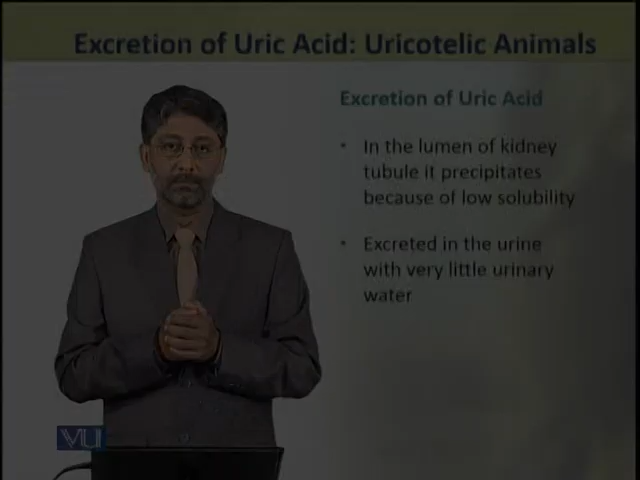 Excretion of Uric Acid: Uricotelic Animals
Excretion of Uric Acid
• In the lumen of kidney
tubule it precipitates
because of low solubility
• Excreted in the urine
with very little urinary
water
VU